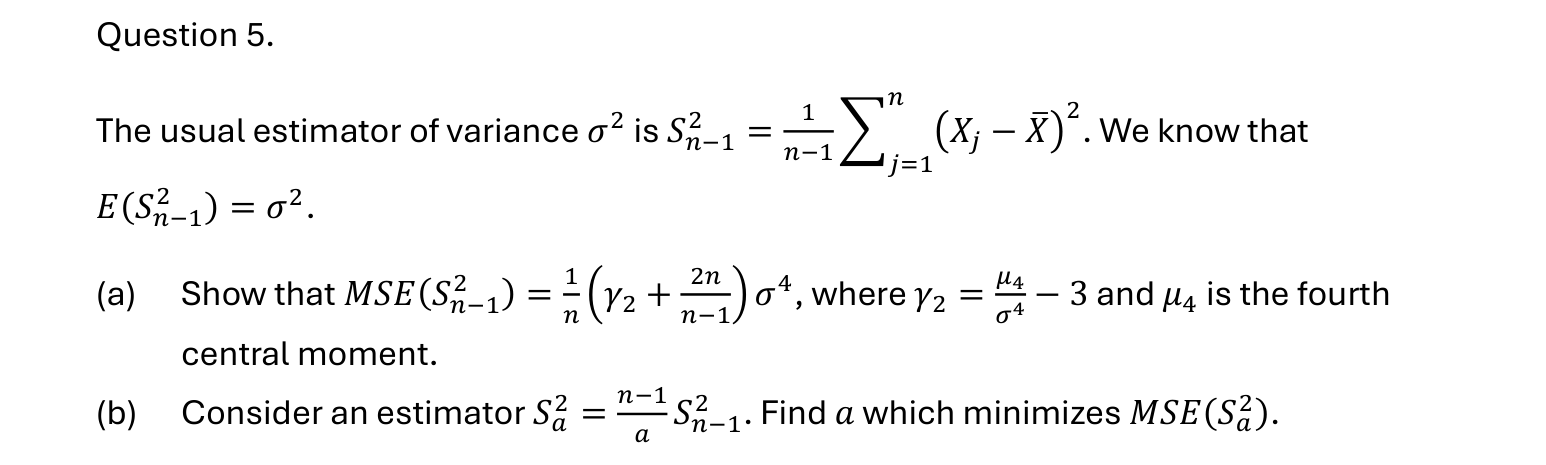 Question 5.
The usual estimator of variance σ² is S²ₙ₋₁ = 1/(n−1) ∑ⁿⱼ₌₁ (Xⱼ − X̄)². We know that
E(S²ₙ₋₁) = σ².
(a) Show that MSE(S²ₙ₋₁) = 1/n (γ₂ + 2n/(n−1)) σ⁴, where γ₂ = μ₄/σ⁴ − 3 and μ₄ is the fourth
central moment.
(b) Consider an estimator S²ₐ = (n−1)/a S²ₙ₋₁. Find a which minimizes MSE(S²ₐ).